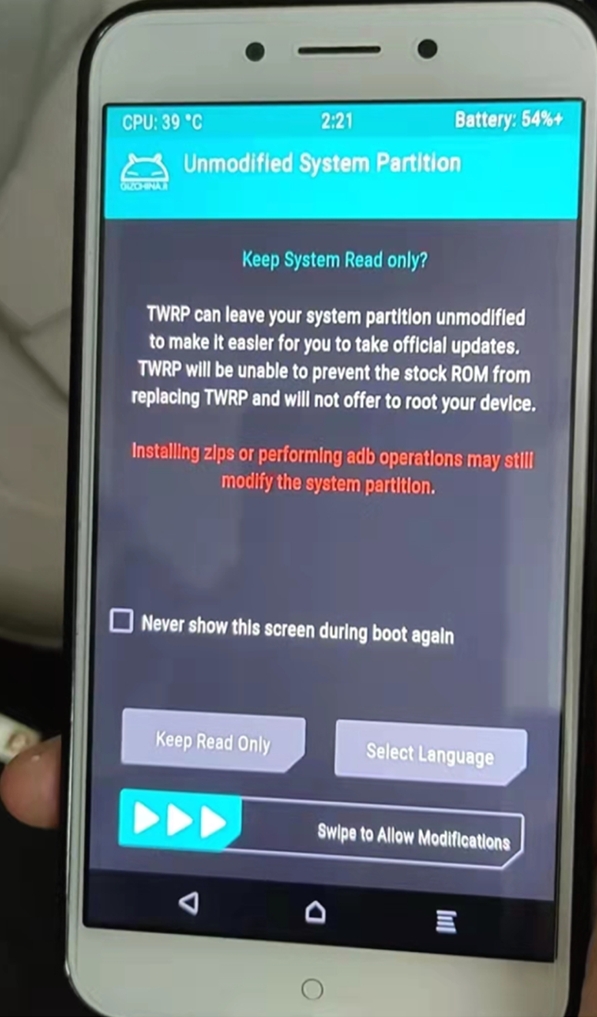 CPU: 39 °C 2:21 Battery: 54%+
Unmodified System Partition
GIZCHINA.it
Keep System Read only?
TWRP can leave your system partition unmodified
to make it easier for you to take official updates.
TWRP will be unable to prevent the stock ROM from
replacing TWRP and will not offer to root your device.
Installing zips or performing adb operations may still
modify the system partition.
Never show this screen during boot again
Keep Read Only
Select Language
Swipe to Allow Modifications